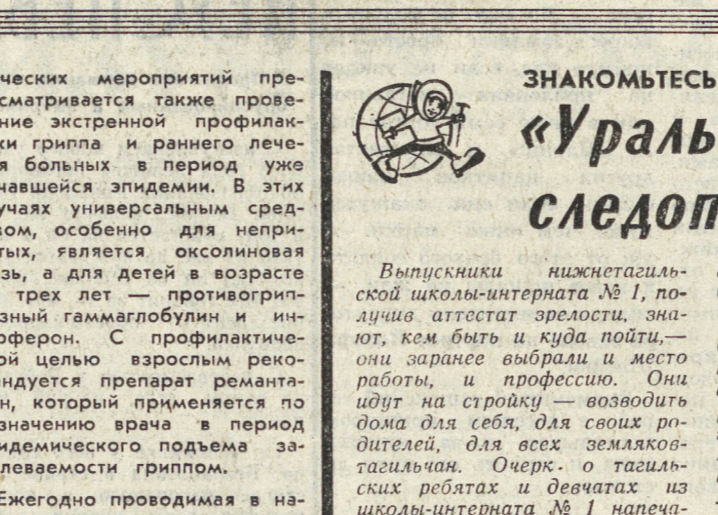 ческих мероприятий пре-
сматривается также прове-
ние экстренной профилак-
ки гриппа и раннего лече-
я больных в период уже
чавшейся эпидемии. В этих
учаях универсальным сред-
вом, особенно для непри-
тых, является оксолиновая
зь, а для детей в возрасте
трех лет — противогрип-
зный гаммаглобулин и ин-
рферон. С профилактиче-
ой целью взрослым реко-
ендуется препарат ремантa-
н, который применяется по
значению врача в период
идемического подъема за-
леваемости гриппом.
Ежегодно проводимая в на-
ЗНАКОМЬТЕСЬ
«Ураль
следоп
Выпускники нижнетагиль-
ской школы-интерната № 1, по-
лучив аттестат зрелости, зна-
ют, кем быть и куда пойти,—
они заранее выбрали и место
работы, и профессию. Они
идут на стройку — возводить
дома для себя, для своих ро-
дителей, для всех земляков-
тагильчан. Очерк о тагиль-
ских ребятах и девчатах из
школы-интерната № 1 напеча-